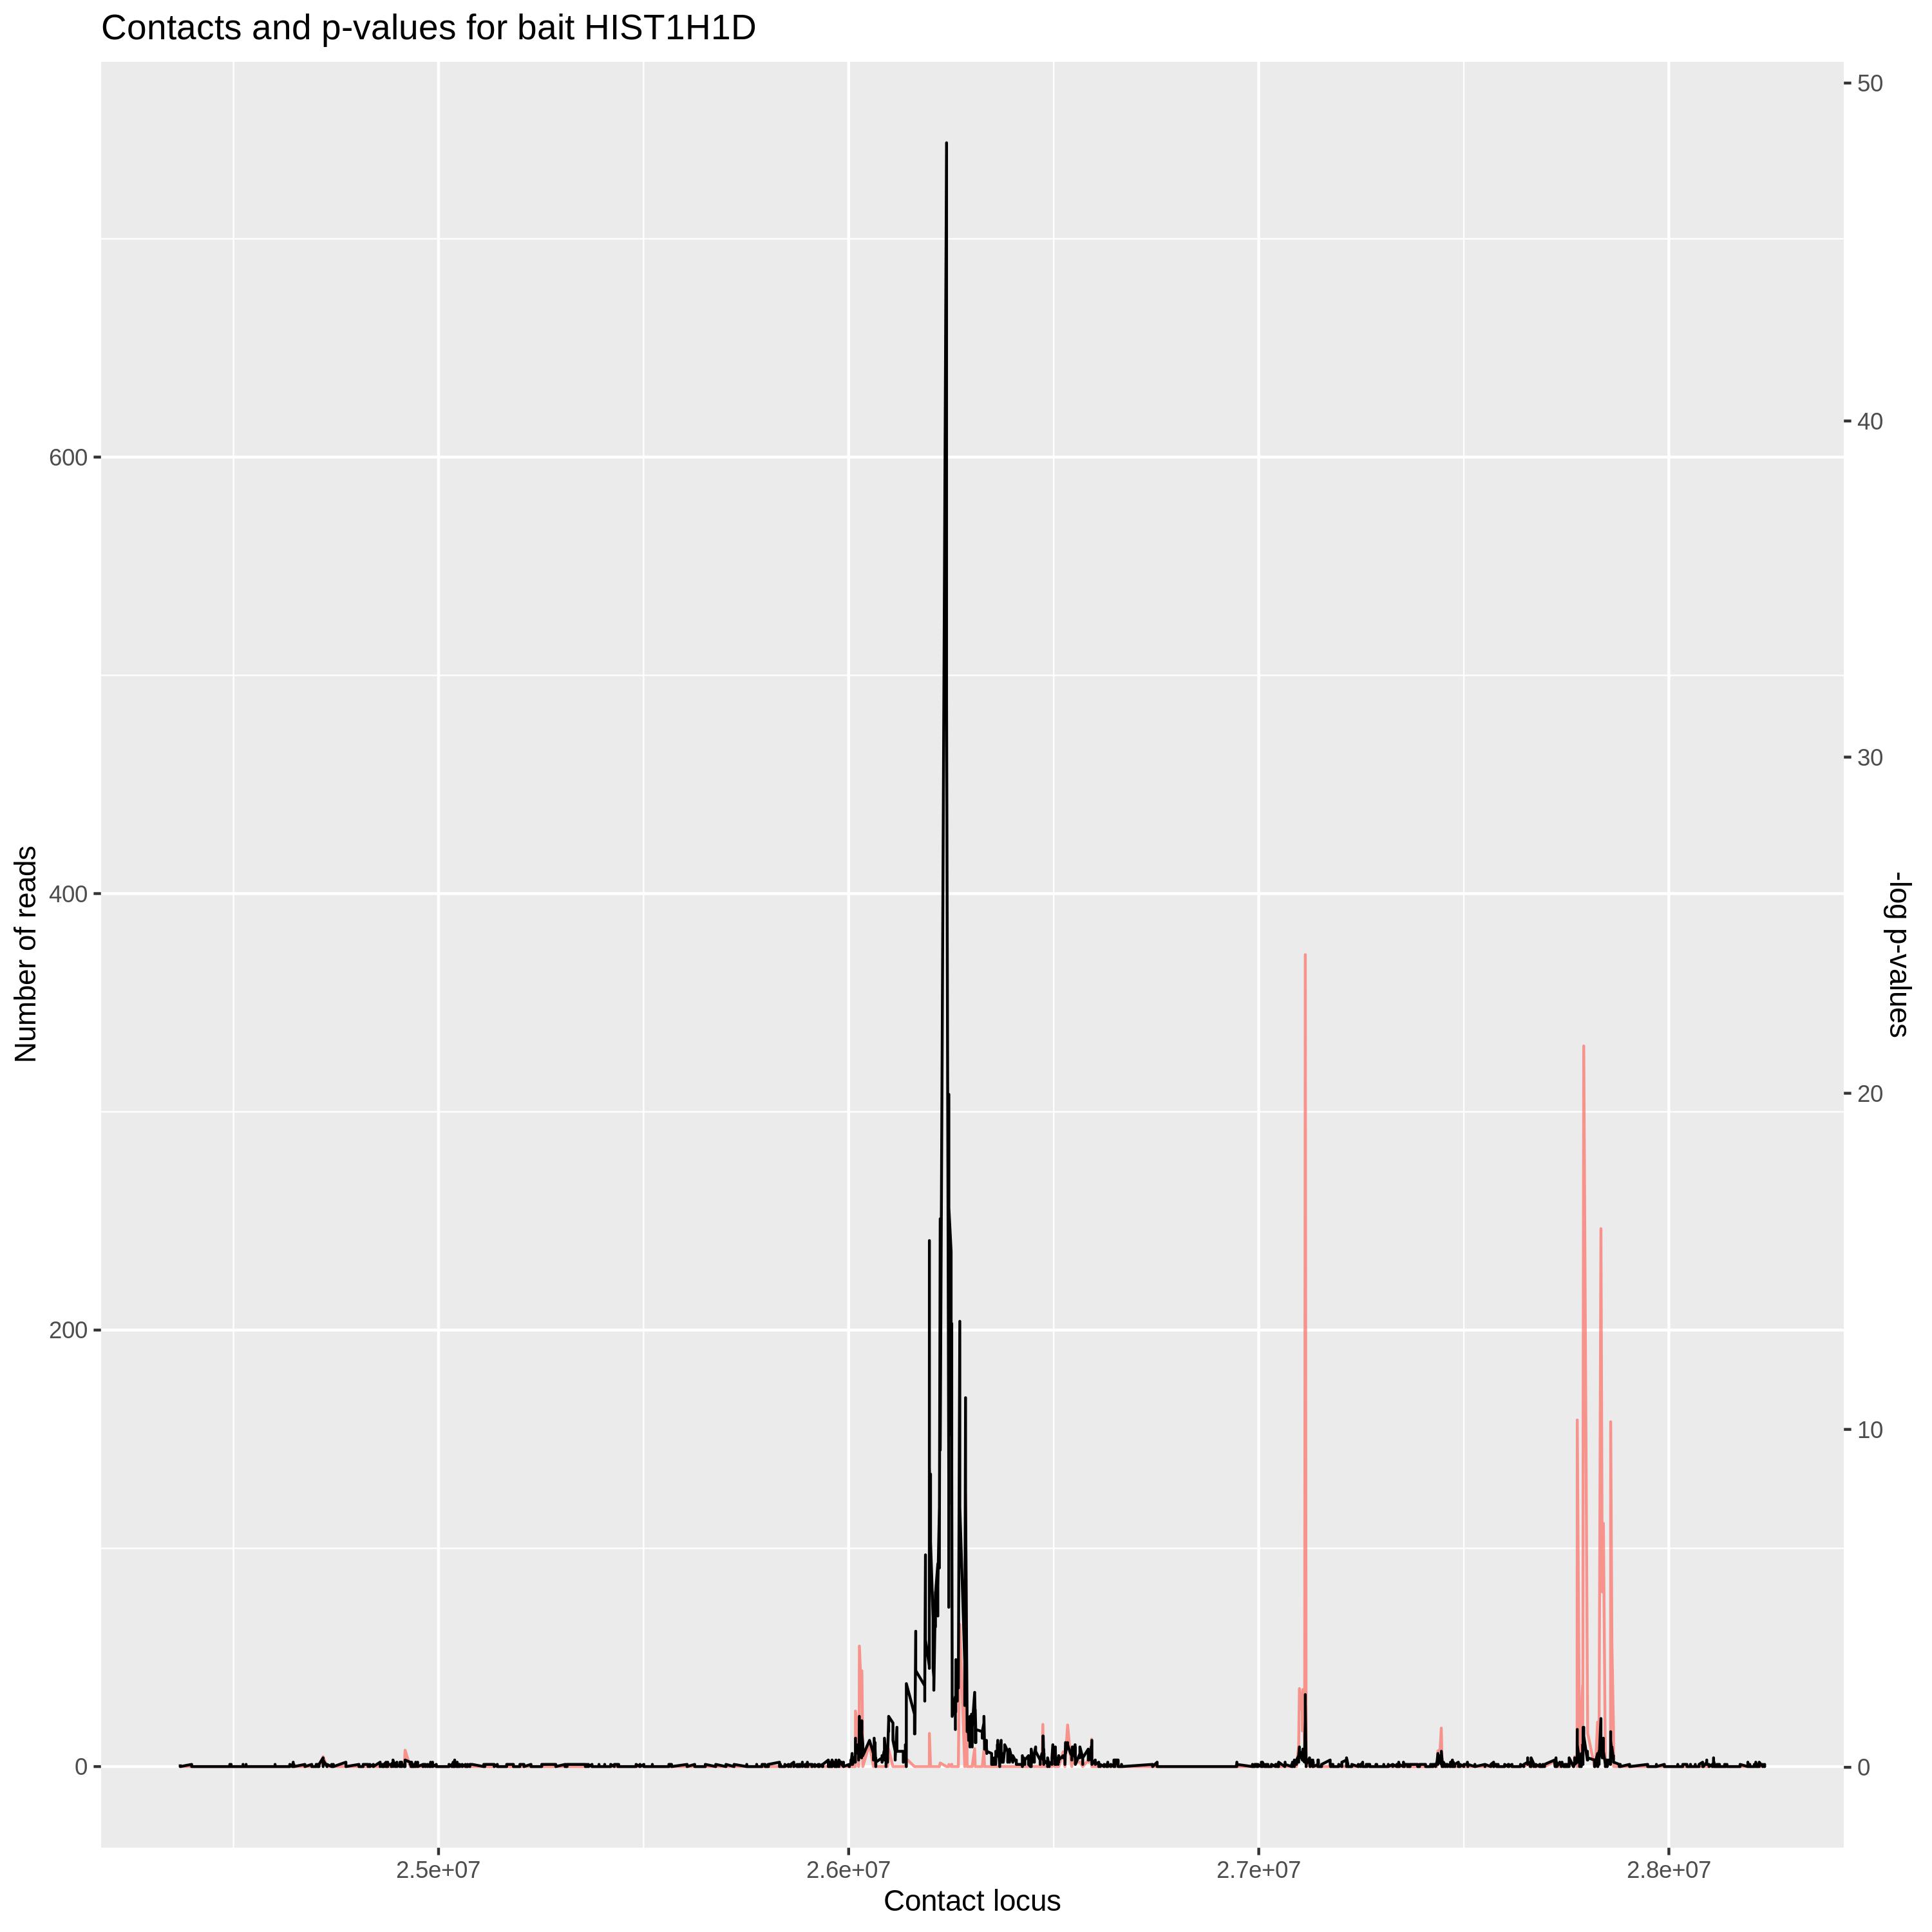 Contacts and p-values for bait HIST1H1D
50
40
600
30
400
Number of reads
-log p-values
20
200
10
0
0
2.5e+07
2.6e+07
2.7e+07
2.8e+07
Contact locus